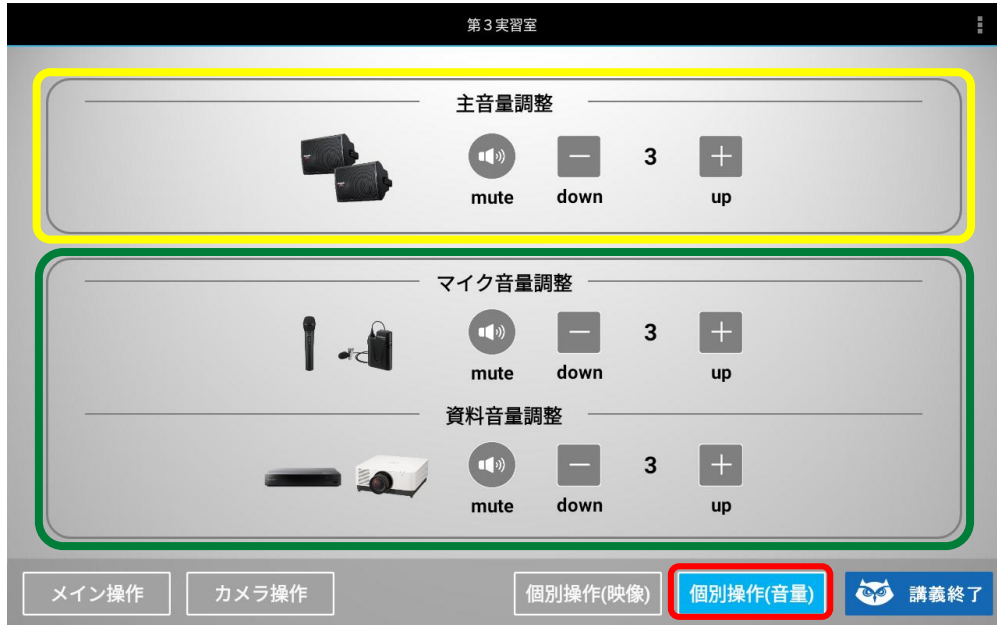 第3実習室
主音量調整
3
mute down up
マイク音量調整
3
mute down up
資料音量調整
3
mute down up
メイン操作 カメラ操作 個別操作(映像) 個別操作(音量) 講義終了